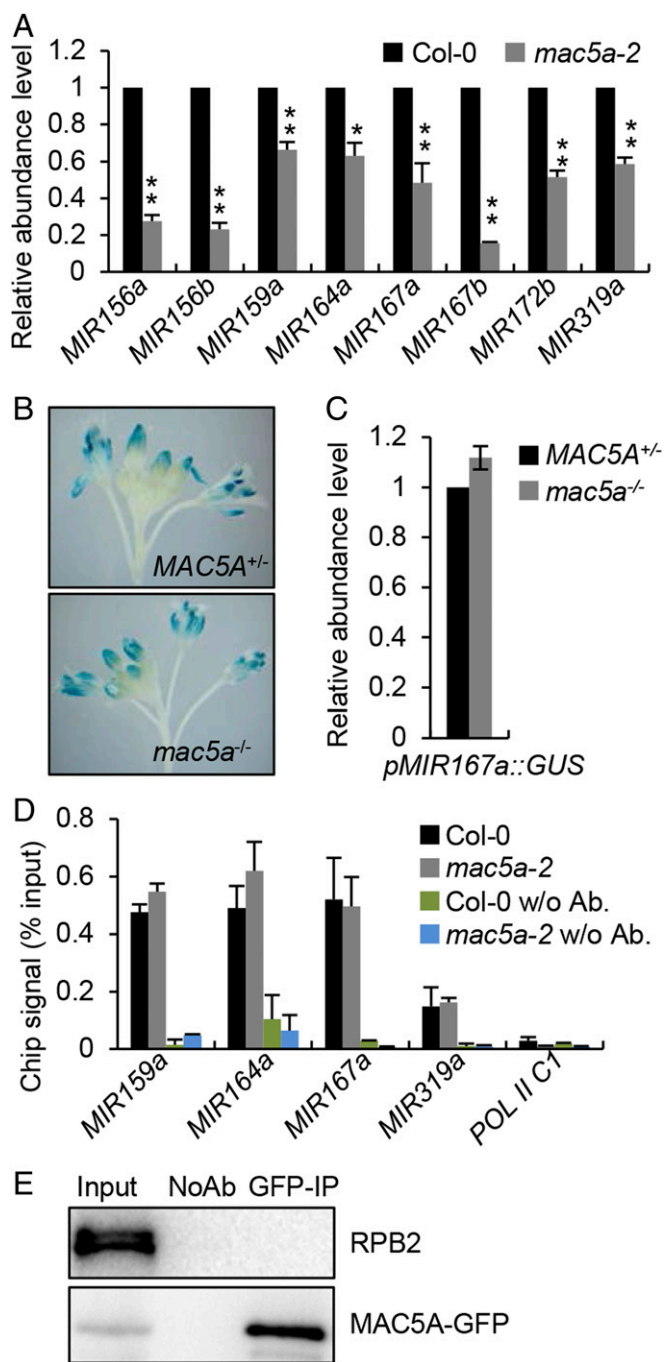 A
Relative abundance level
1.2
1
0.8
0.6
0.4
0.2
0
Col-0 mac5a-2
** ** ** * ** ** ** **
MIR156a MIR156b MIR159a MIR164a MIR167a MIR167b MIR172b MIR319a
B
MAC5A+/-
mac5a-/-
C
Relative abundance level
1.2
1
0.8
0.6
0.4
1.2
0
MAC5A+/-
mac5a-/-
pMIR167a::GUS
D
Chip signal (% input)
0.8
0.6
0.4
0.2
0
Col-0
mac5a-2
Col-0 w/o Ab.
mac5a-2 w/o Ab.
MIR159a MIR164a MIR167a MIR319a POL II C1
E
Input NoAb GFP-IP
RPB2
MAC5A-GFP